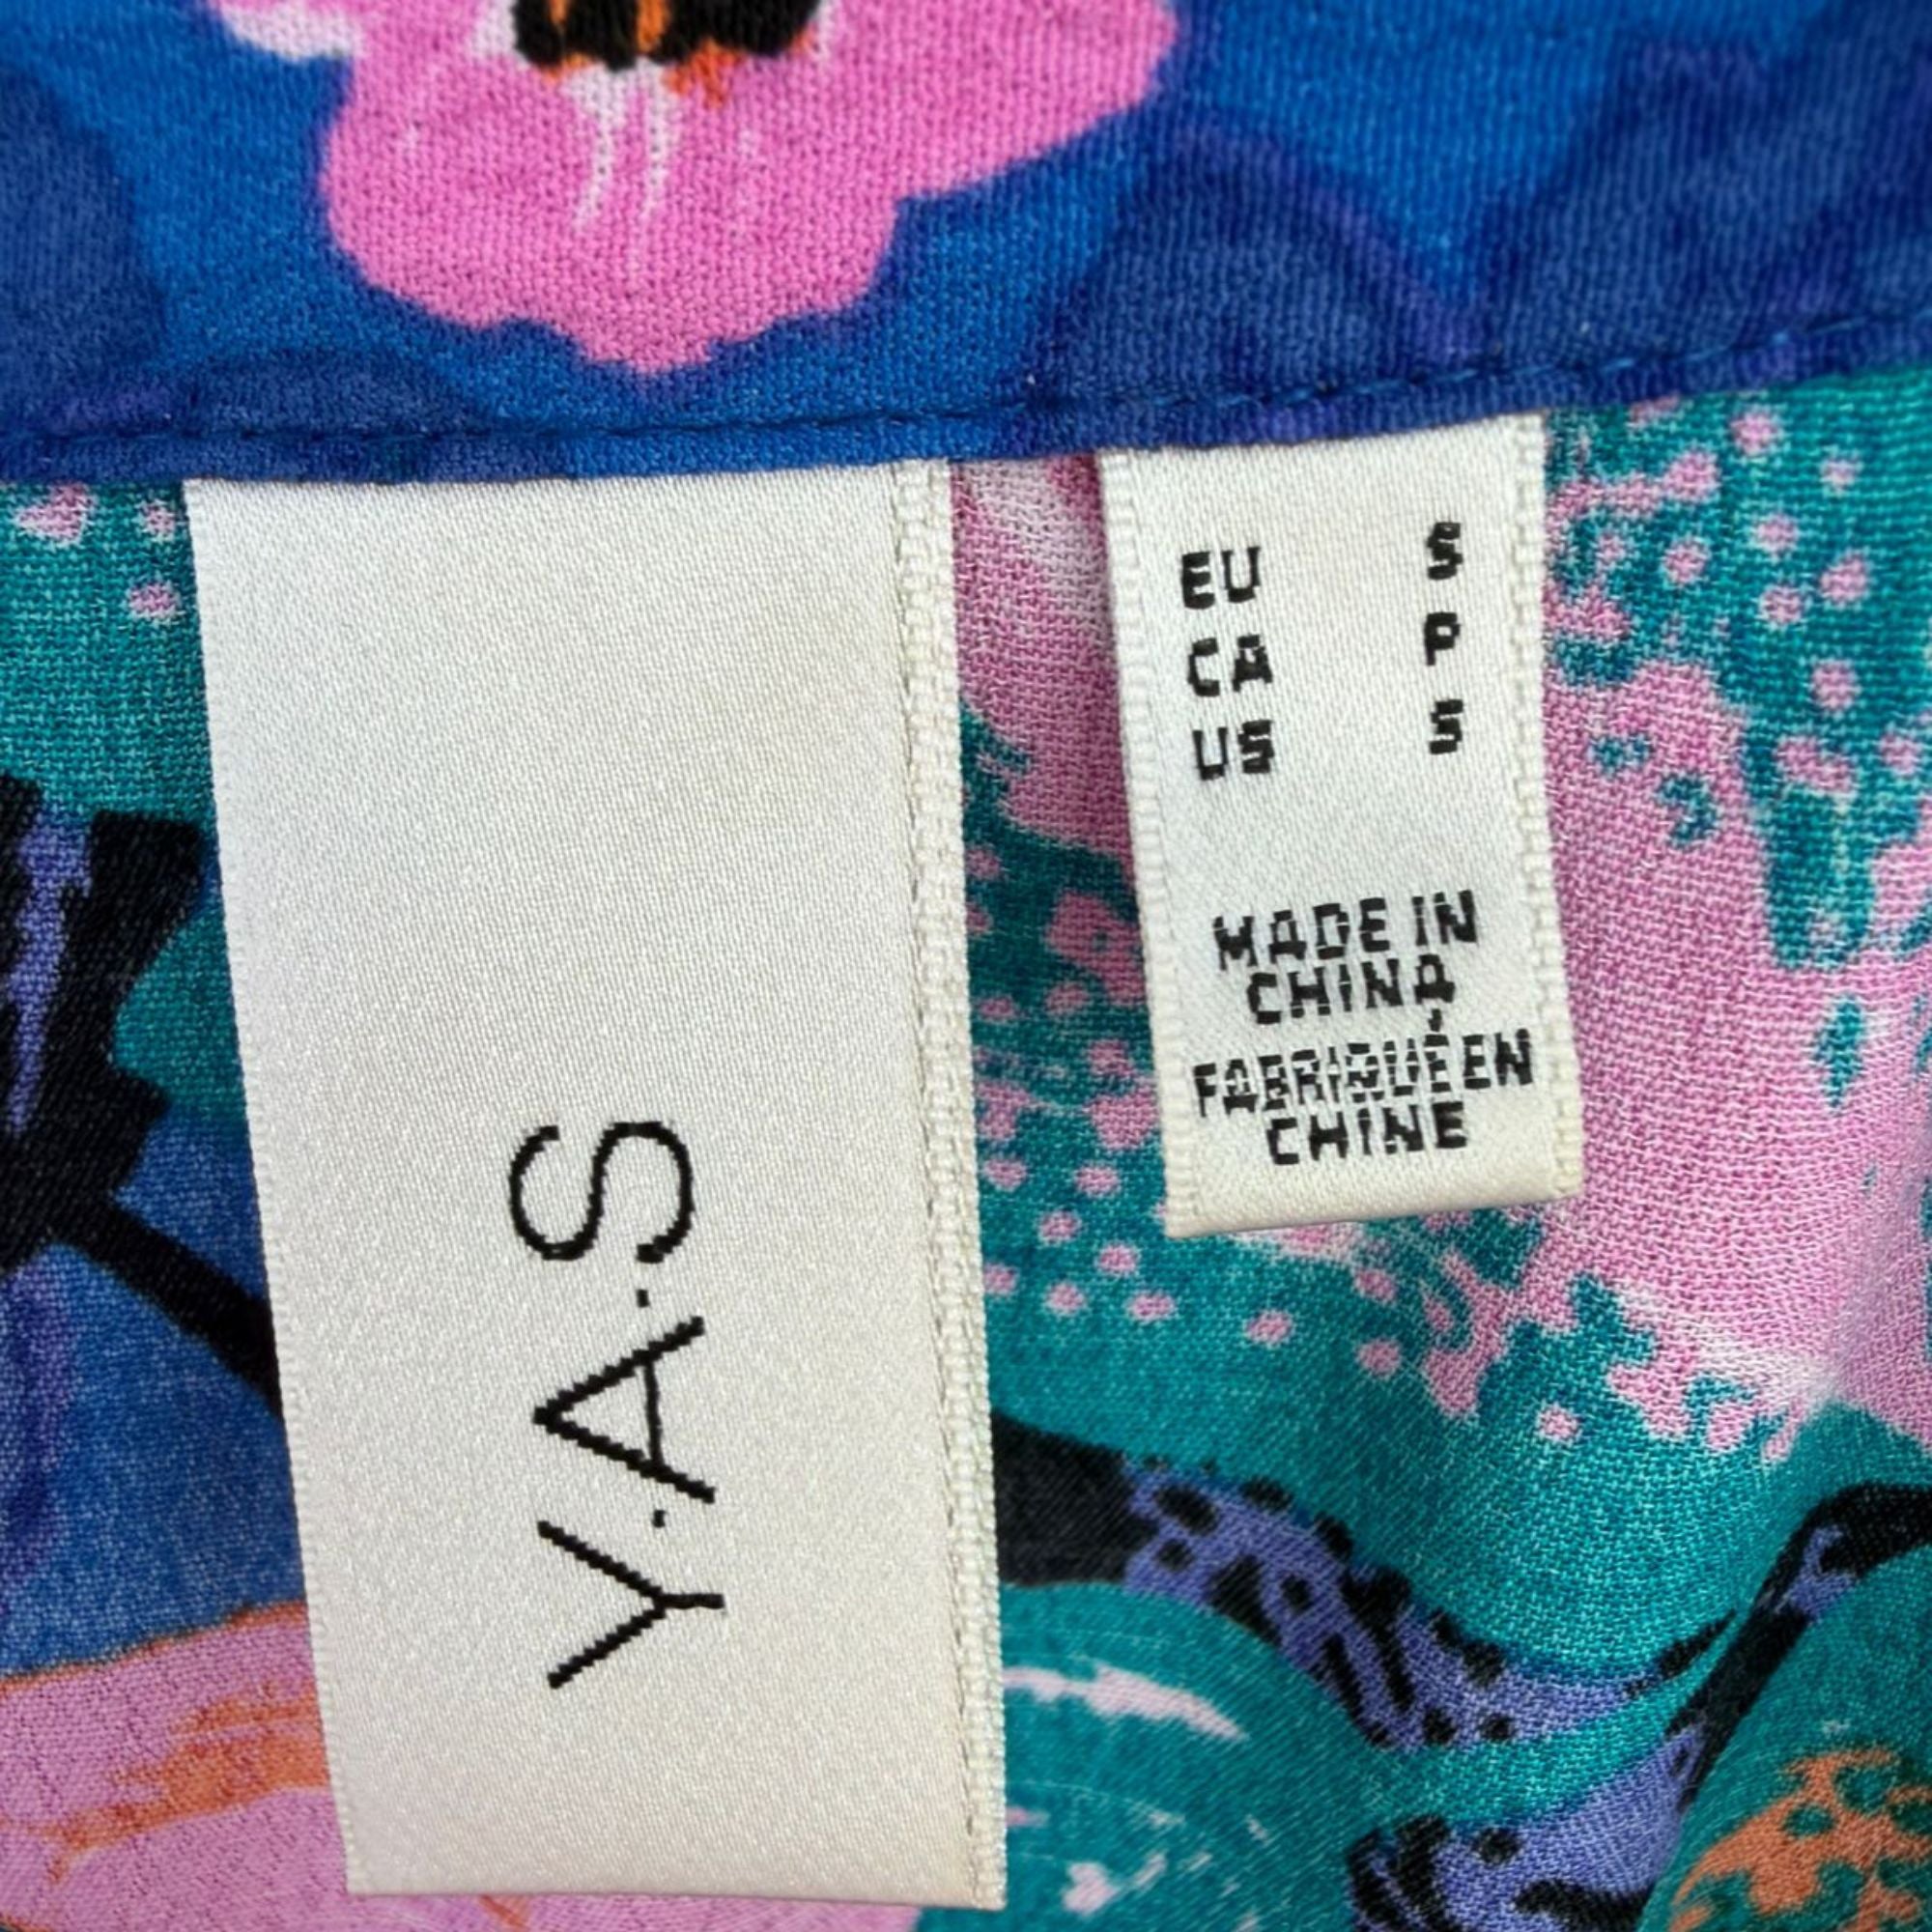 Y.A.S
EU S
CA P
US S
MADE IN
CHINA
FABRIQUÉ EN
CHINE